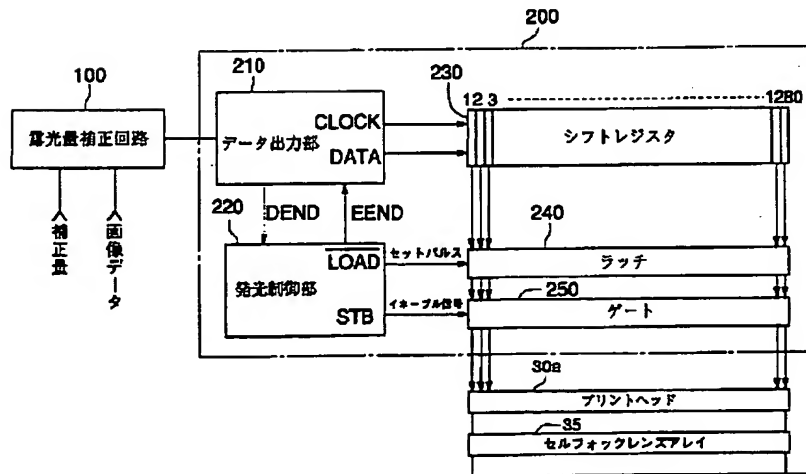 200
100
露光量補正回路
補正量
画像データ
210
データ出力部
CLOCK
DATA
DEND
EEND
220
発光制御部
LOAD
STB
セットパルス
イネーブル信号
230
1 2 3 1280
シフトレジスタ
240
ラッチ
250
ゲート
30a
プリントヘッド
35
セルフォックレンズアレイ